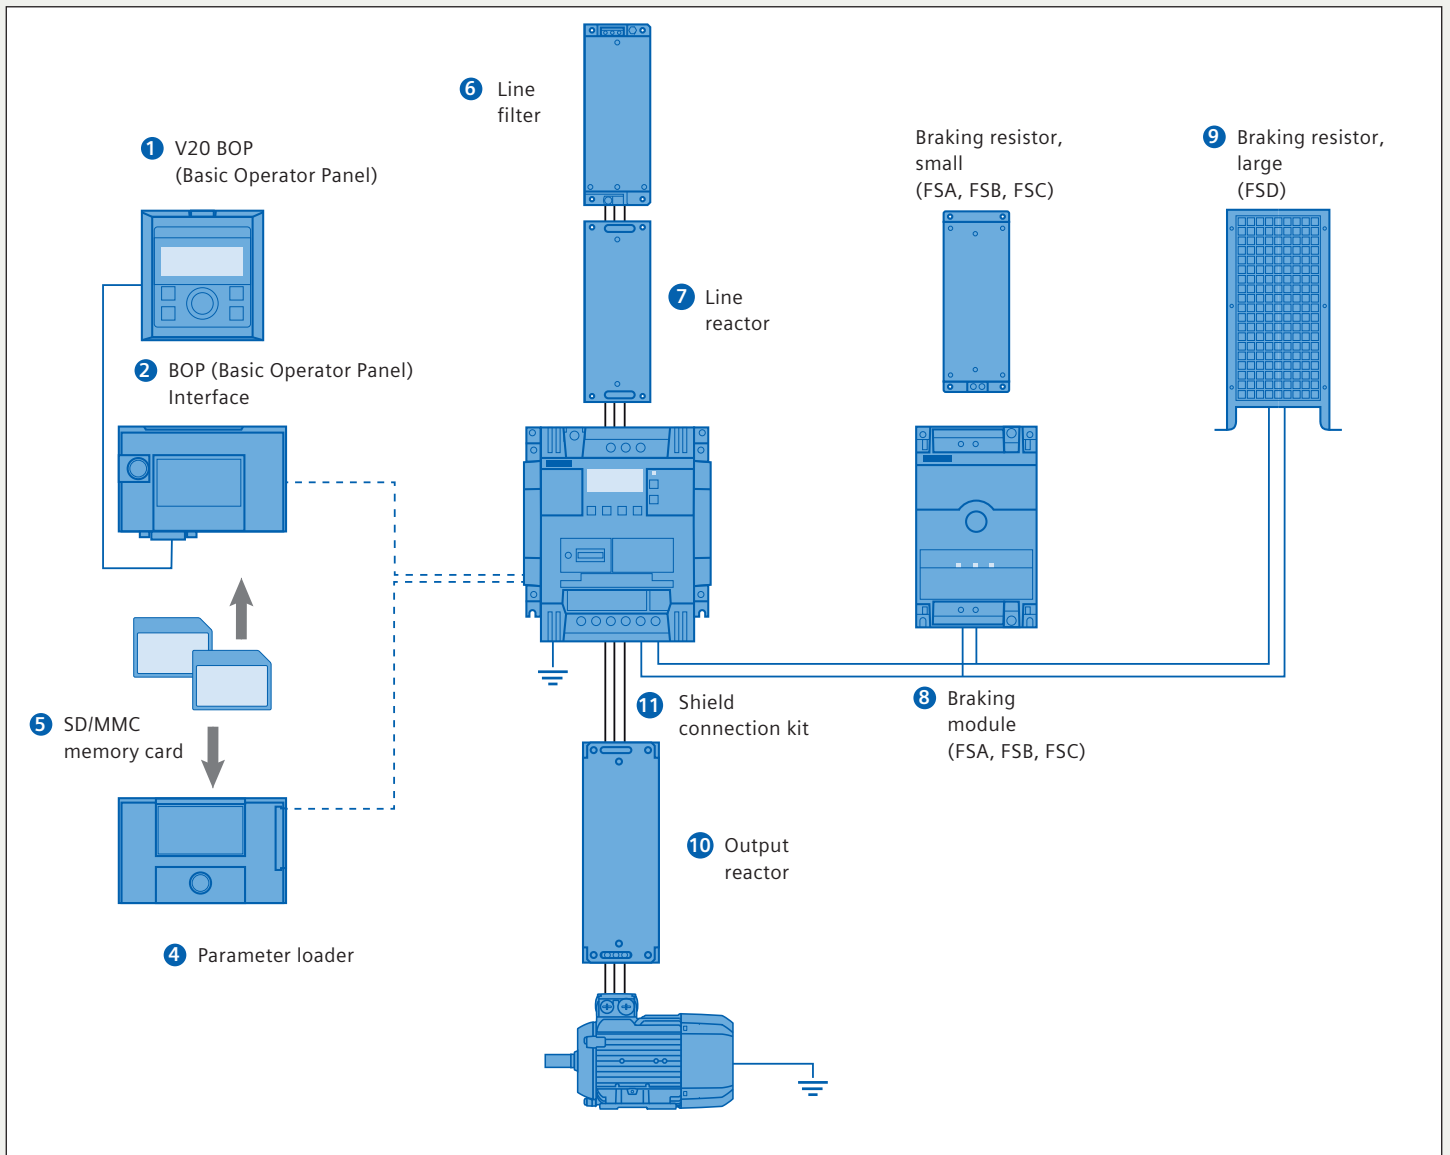 1 V20 BOP
(Basic Operator Panel)
2 BOP (Basic Operator Panel)
Interface
5 SD/MMC
memory card
4 Parameter loader
6 Line
filter
7 Line
reactor
11 Shield
connection kit
10 Output
reactor
Braking resistor,
small
(FSA, FSB, FSC)
8 Braking
module
(FSA, FSB, FSC)
9 Braking resistor,
large
(FSD)